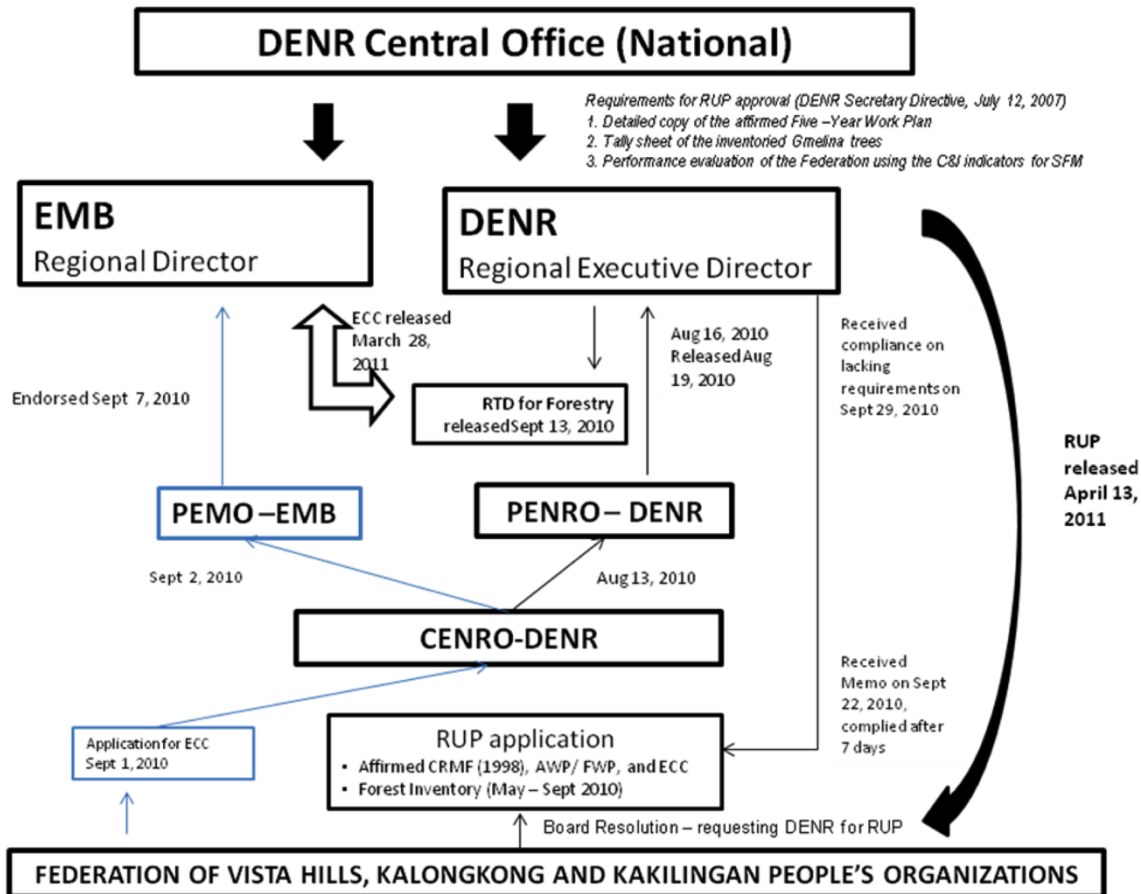 DENR Central Office (National)
Requirements for RUP approval (DENR Secretary Directive, July 12, 2007)
1. Detailed copy of the affirmed Five –Year Work Plan
2. Tally sheet of the inventoried Gmelina trees
3. Performance evaluation of the Federation using the C&I indicators for SFM
EMB
Regional Director
DENR
Regional Executive Director
ECC released
March 28,
2011
Aug 16, 2010
Released Aug
19, 2010
Received
compliance on
lacking
requirements on
Sept 29, 2010
Endorsed Sept 7, 2010
RTD for Forestry
released Sept 13, 2010
RUP
released
April 13,
2011
PEMO –EMB
PENRO – DENR
Sept 2, 2010
Aug 13, 2010
CENRO-DENR
Received
Memo on Sept
22, 2010,
complied after
7 days
Application for ECC
Sept 1, 2010
RUP application
▪ Affirmed CRMF (1998), AWP/ FWP, and ECC
▪ Forest Inventory (May – Sept 2010)
Board Resolution – requesting DENR for RUP
FEDERATION OF VISTA HILLS, KALONGKONG AND KAKILINGAN PEOPLE'S ORGANIZATIONS